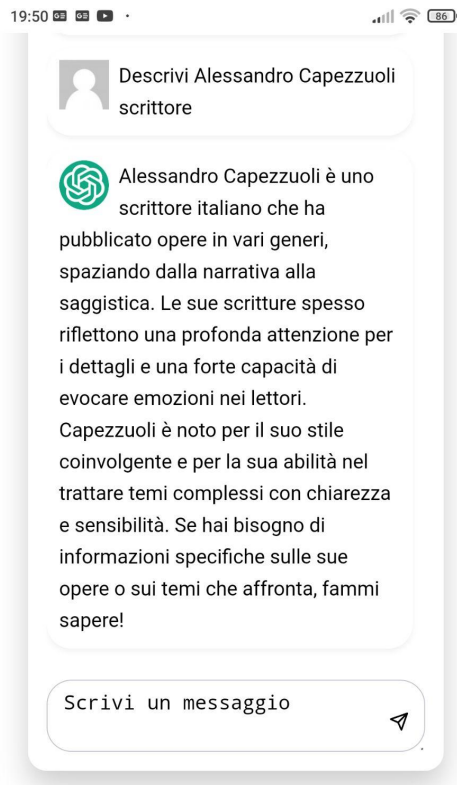 19:50
86
Descrivi Alessandro Capezzuoli
scrittore
Alessandro Capezzuoli è uno
scrittore italiano che ha
pubblicato opere in vari generi,
spaziando dalla narrativa alla
saggistica. Le sue scritture spesso
riflettono una profonda attenzione per
i dettagli e una forte capacità di
evocare emozioni nei lettori.
Capezzuoli è noto per il suo stile
coinvolgente e per la sua abilità nel
trattare temi complessi con chiarezza
e sensibilità. Se hai bisogno di
informazioni specifiche sulle sue
opere o sui temi che affronta, fammi
sapere!
Scrivi un messaggio